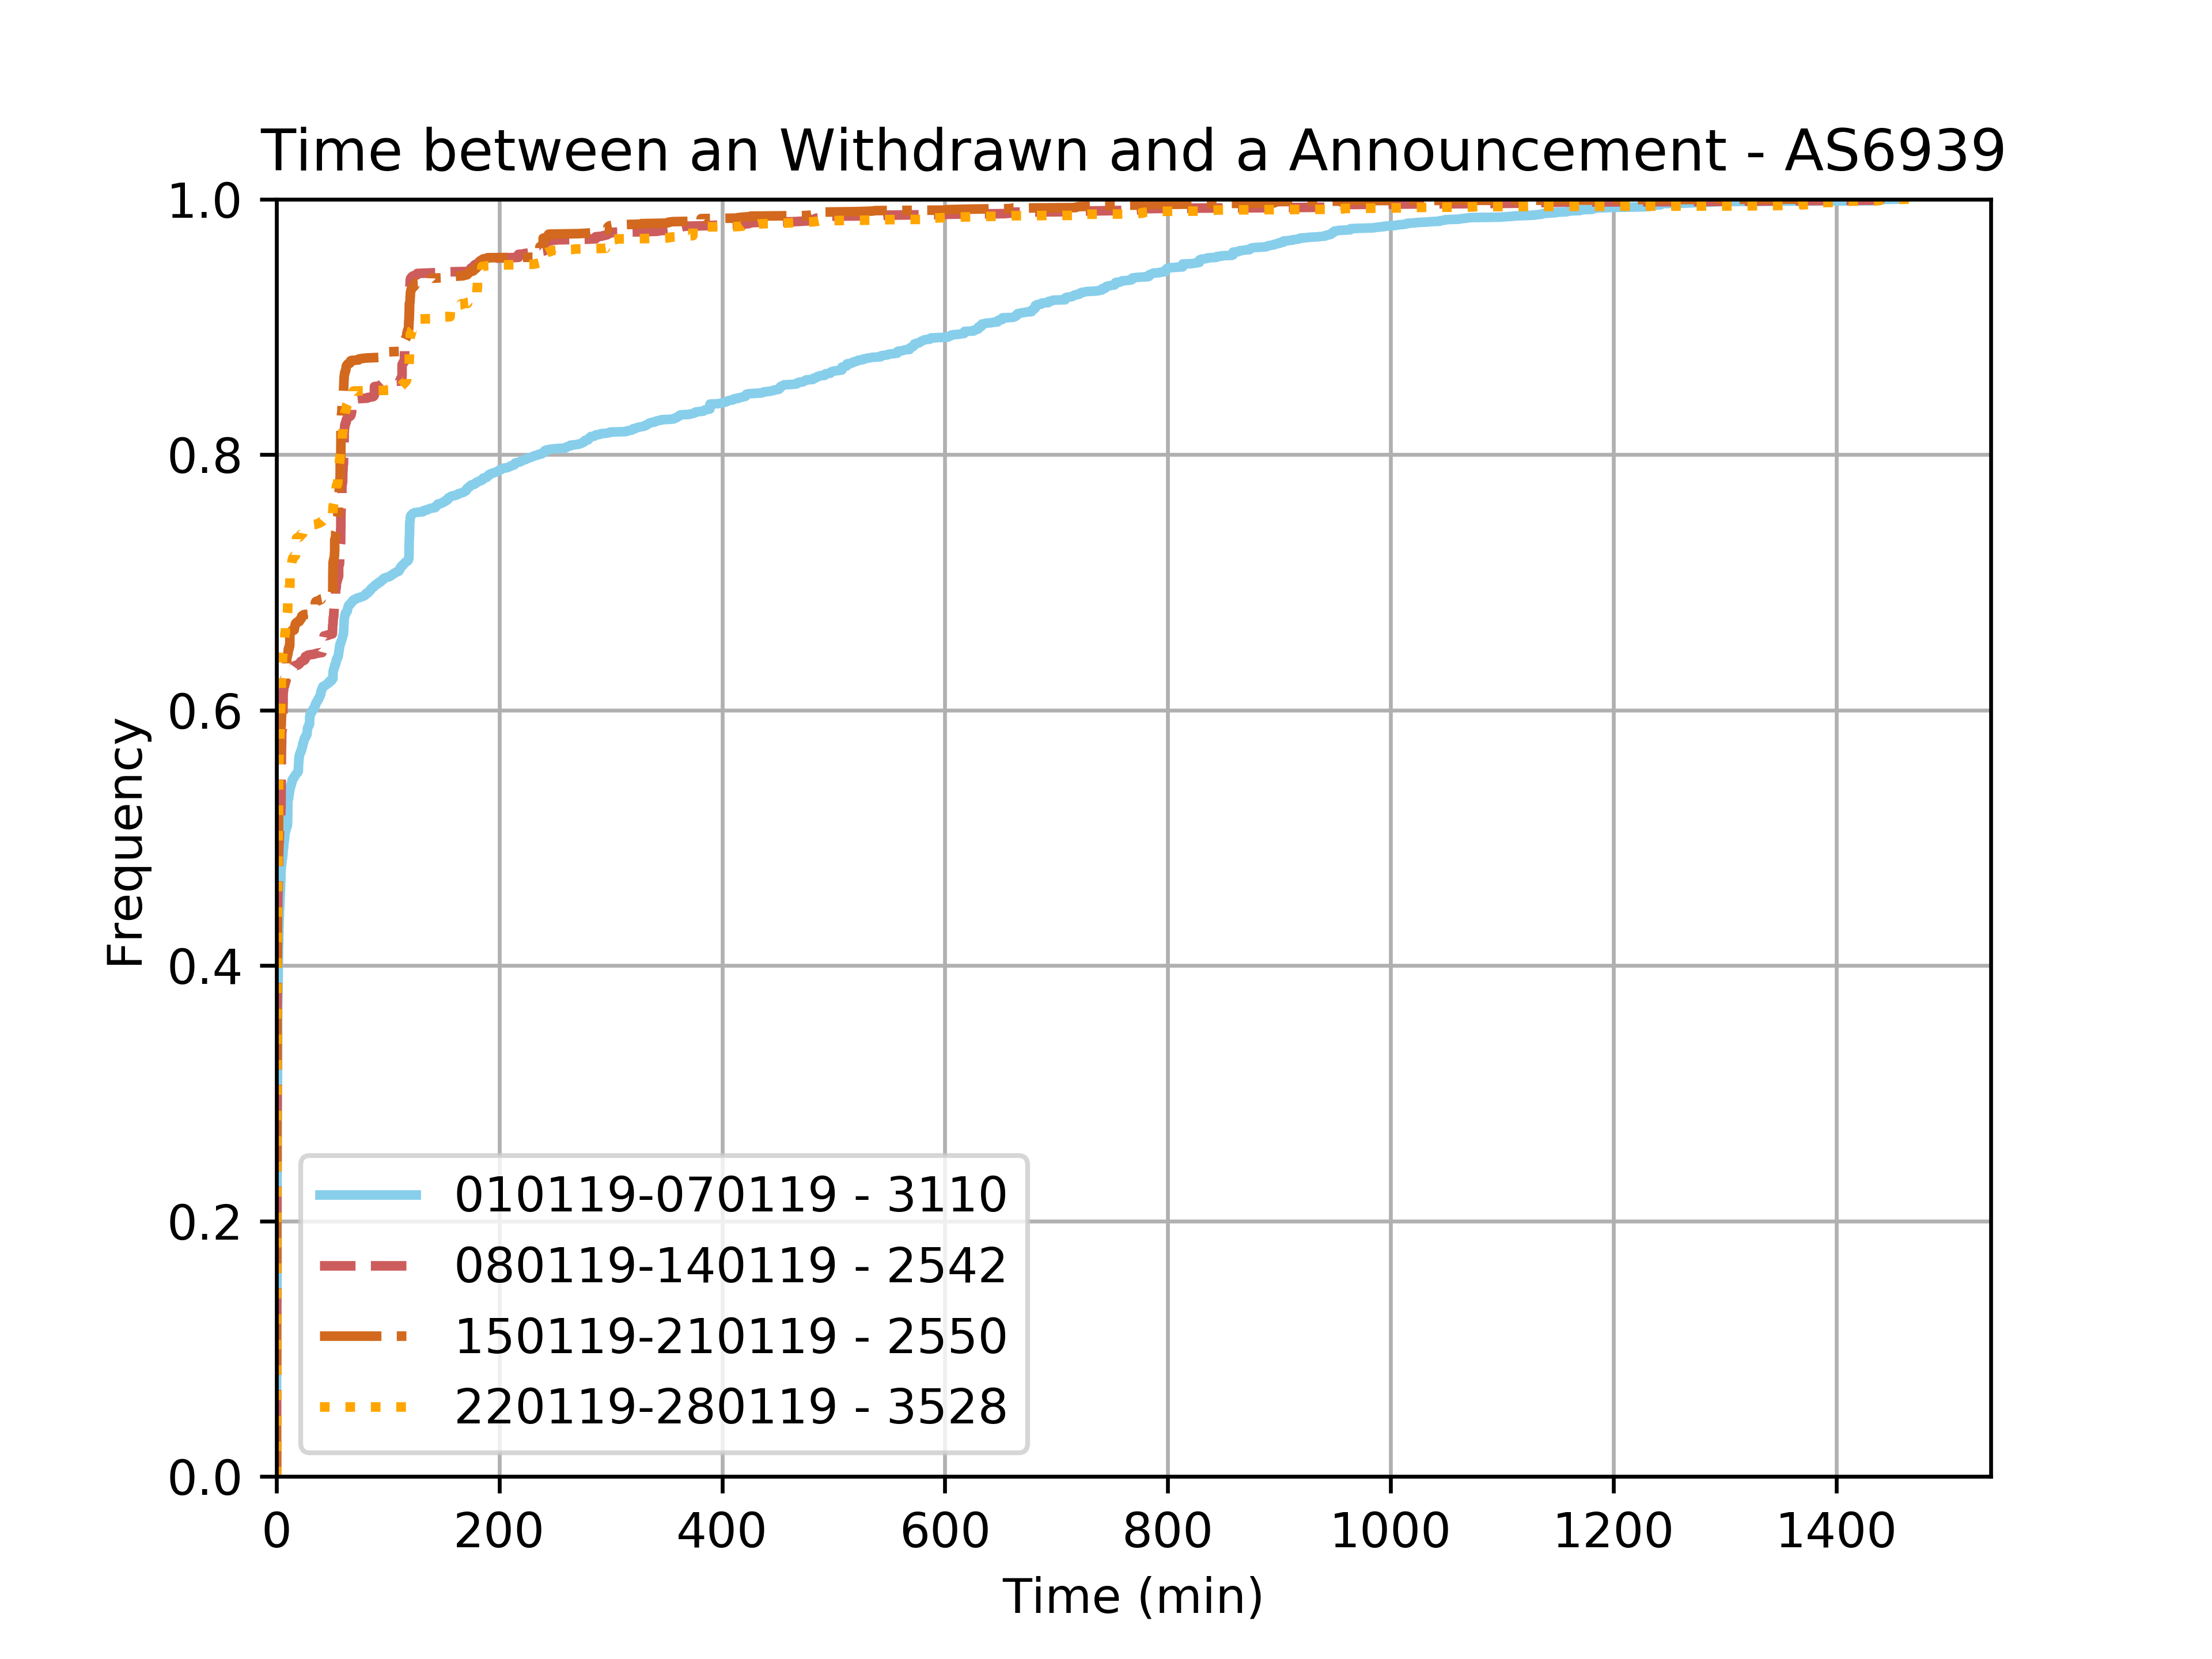 Time between an Withdrawn and a Announcement - AS6939
1.0
0.8
0.6
0.4
0.2
0.0
Frequency
010119-070119 - 3110
080119-140119 - 2542
150119-210119 - 2550
220119-280119 - 3528
0 200 400 600 800 1000 1200 1400
Time (min)